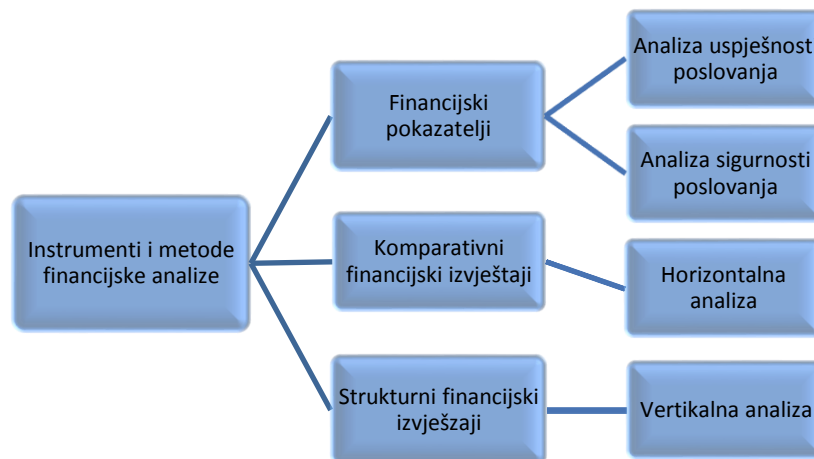 Instrumenti i metode
financijske analize
Financijski
pokazatelji
Analiza uspješnosti
poslovanja
Analiza sigurnosti
poslovanja
Komparativni
financijski izvještaji
Horizontalna
analiza
Strukturni financijski
izvješzaji
Vertikalna analiza